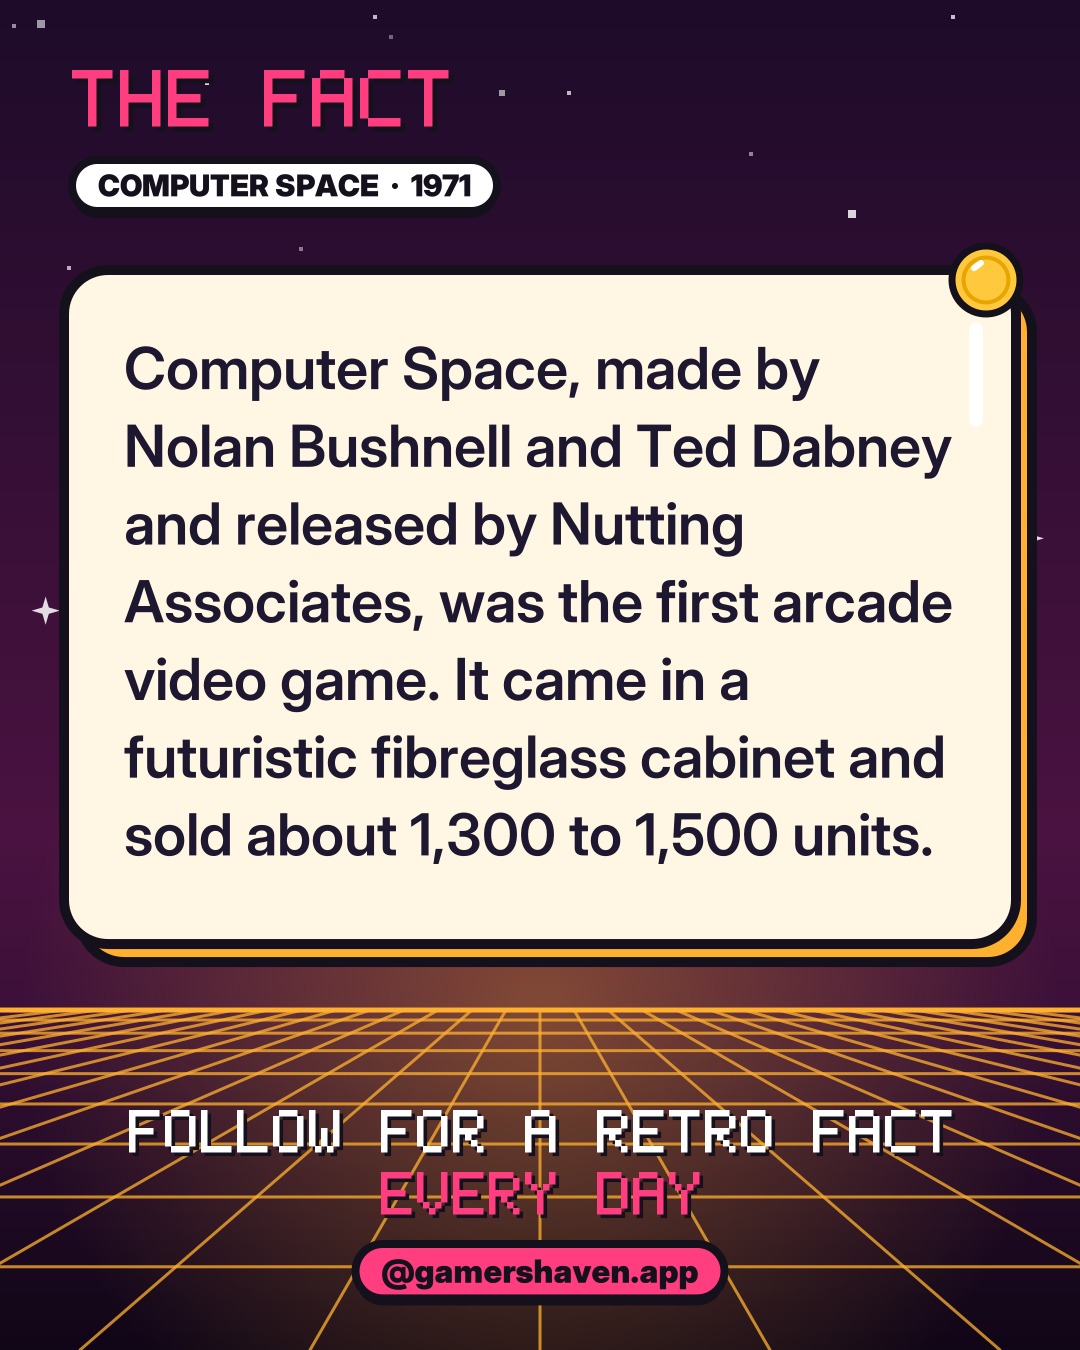 THE FACT
COMPUTER SPACE · 1971
Computer Space, made by
Nolan Bushnell and Ted Dabney
and released by Nutting
Associates, was the first arcade
video game. It came in a
futuristic fibreglass cabinet and
sold about 1,300 to 1,500 units.
FOLLOW FOR A RETRO FACT
EVERY DAY
@gamershaven.app